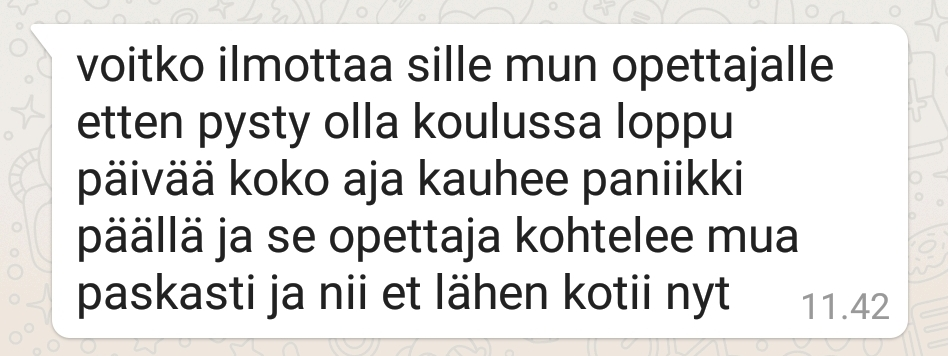 voitko ilmottaa sille mun opettajalle
etten pysty olla koulussa loppu
päivää koko aja kauhee paniikki
päällä ja se opettaja kohtelee mua
paskasti ja nii et lähen kotii nyt
11.42